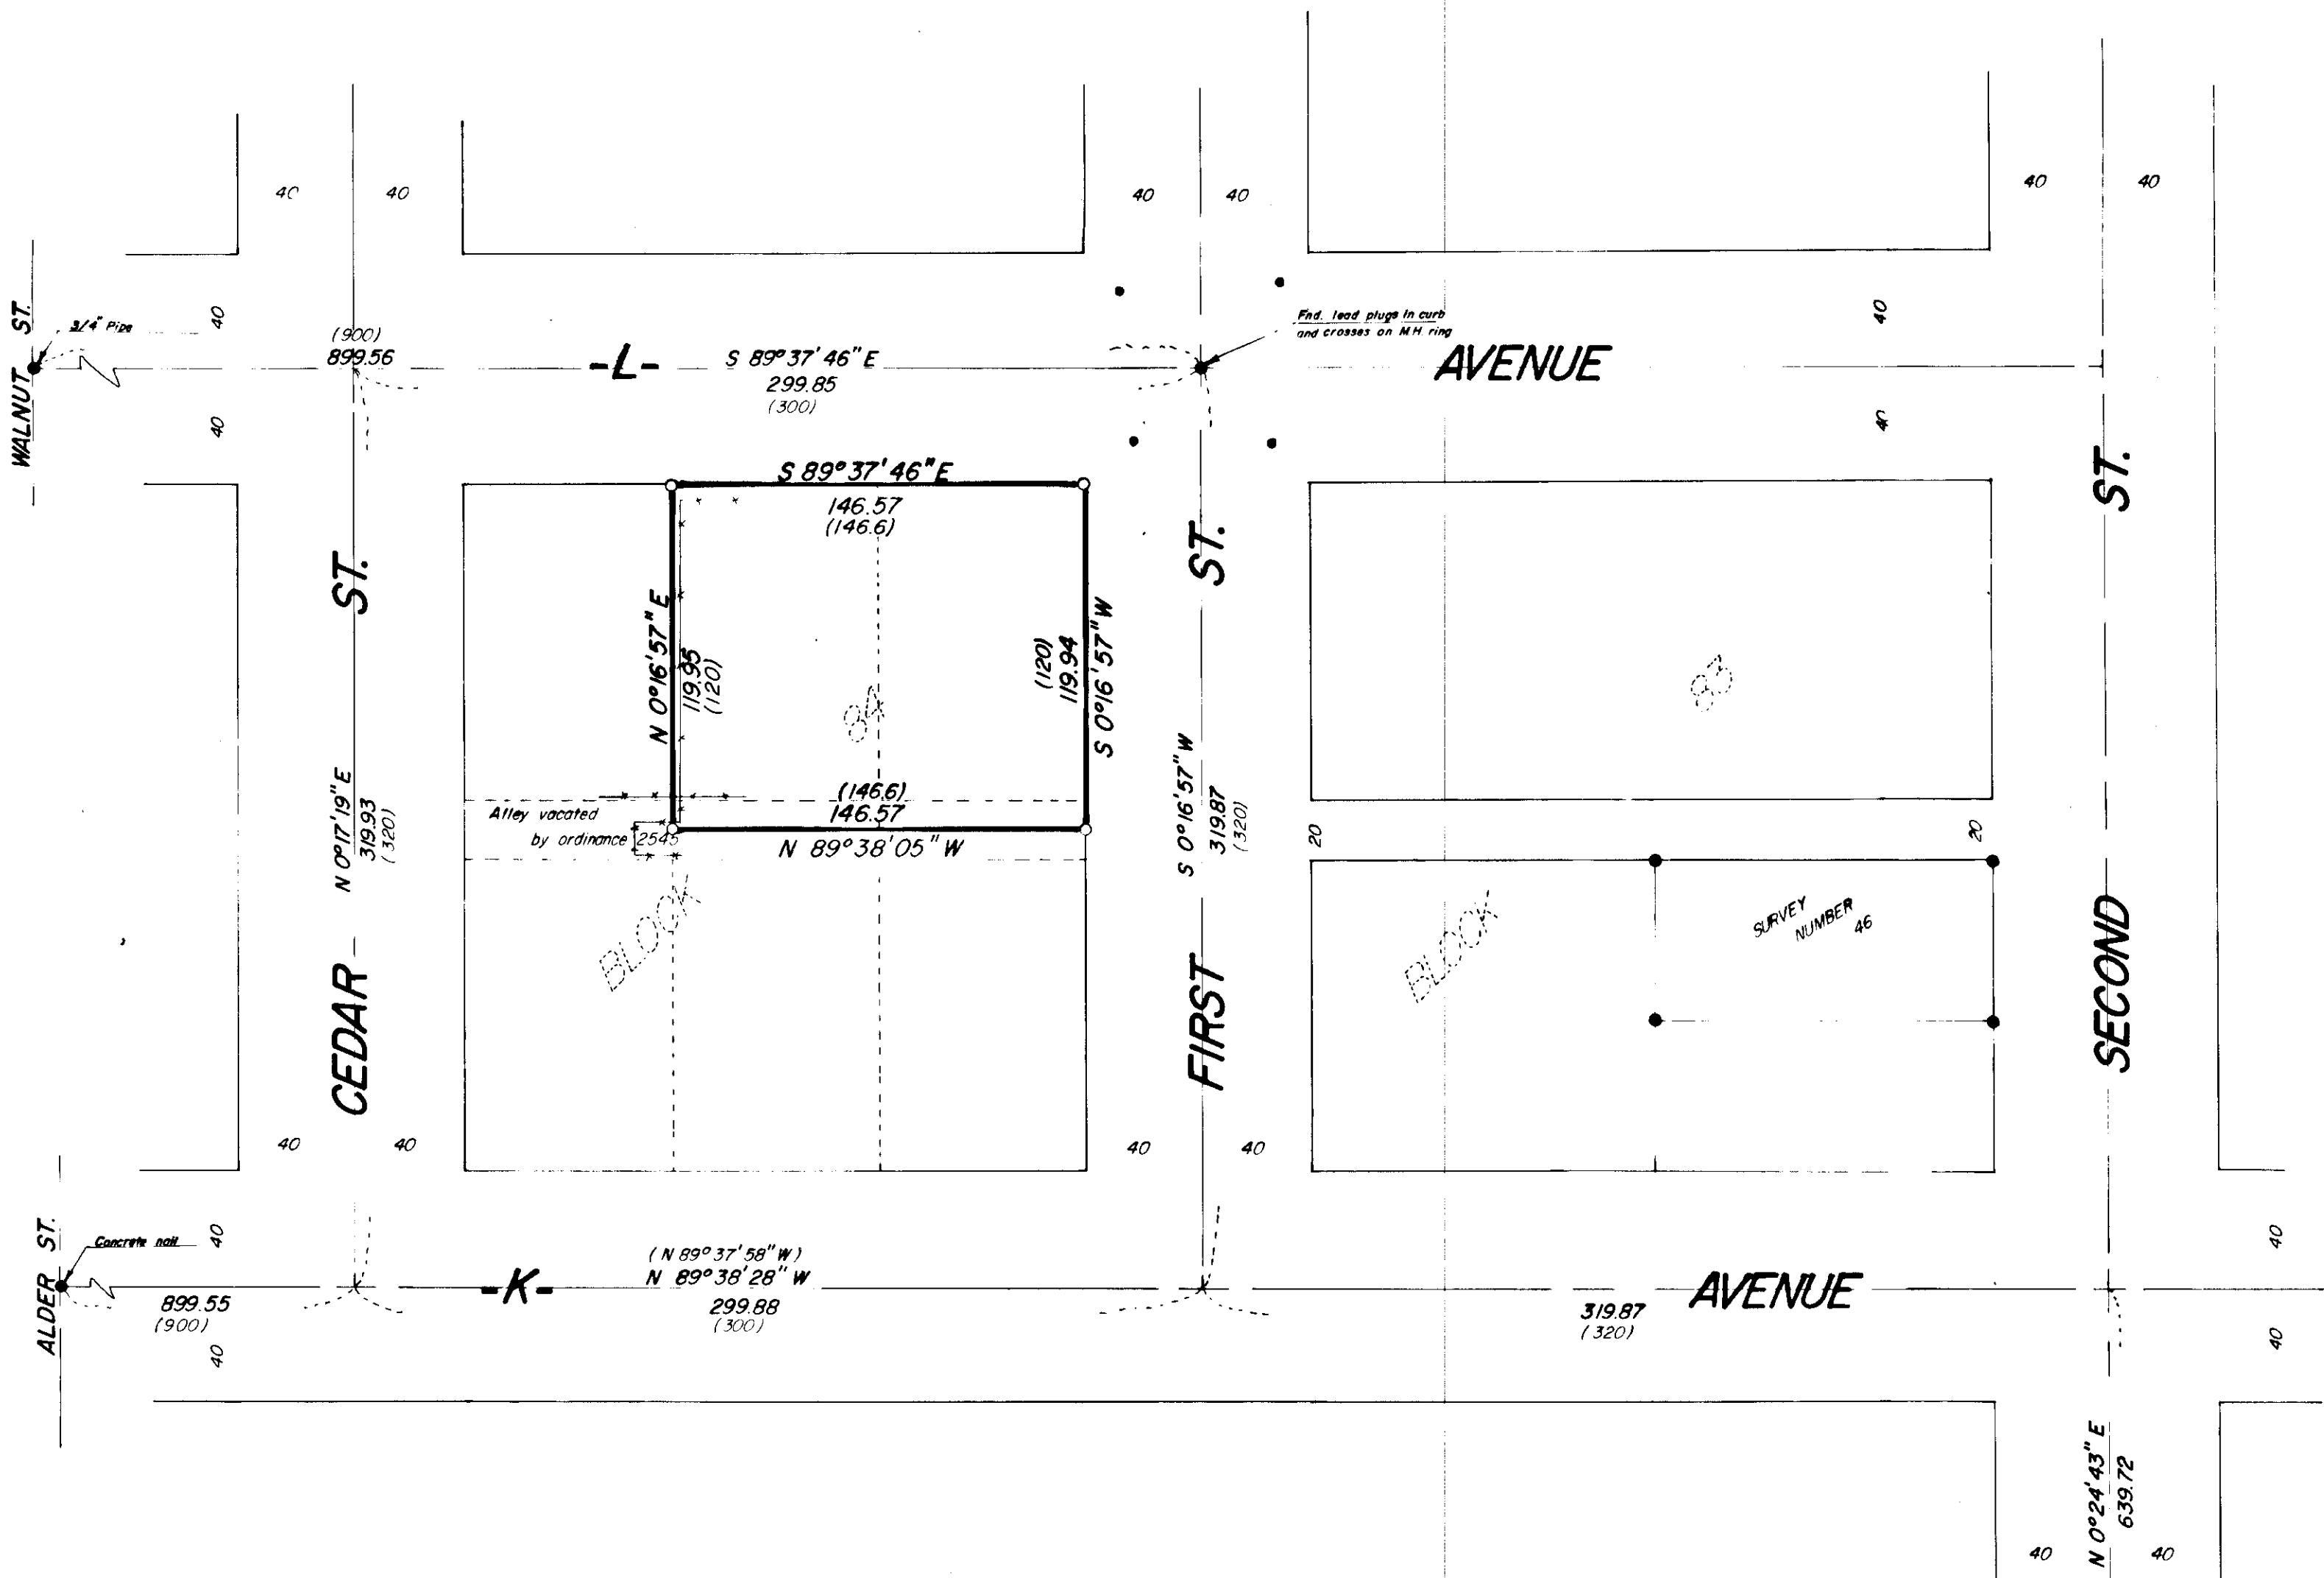 40 40 40 40 40 40
WALNUT ST.
3/4" Pipe
40
40
(900)
899.56
-L-
S 89°37'46"E
299.85
(300)
Fnd. lead plugs in curb
and crosses on M.H. ring
AVENUE
40
40
S 89°37'46"E
146.57
(146.6)
N 0°16'57"E
119.95
(120)
(120)
119.94
S 0°16'57"W
84
(146.6)
146.57
N 89°38'05"W
Alley vacated
by ordinance 2545
BLOCK
CEDAR ST.
N 0°17'19"E
319.93
(320)
FIRST ST.
S 0°16'57"W
319.87
(320)
83
20
20
BLOCK
SURVEY
NUMBER
46
SECOND ST.
40 40 40 40
ALDER ST.
Concrete nail
40
40
899.55
(900)
-K-
(N 89°37'58"W)
N 89°38'28"W
299.88
(300)
319.87
(320)
AVENUE
40
40
N 0°24'43"E
639.72
40 40